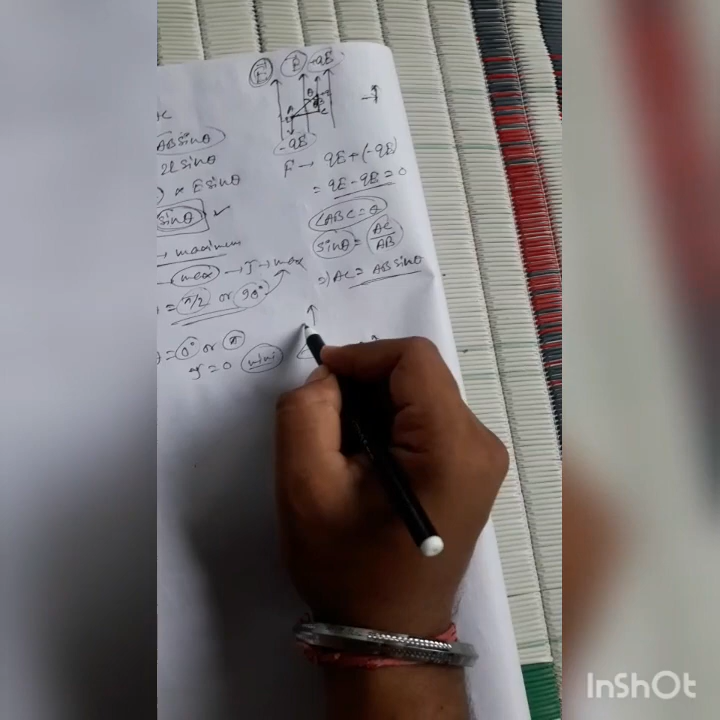 E E +qE
-qE
F → qE + (-qE)
= qE - qE = 0
∠ABC = θ
sinθ = AC/AB
⇒ AC = AB sinθ
AB sinθ
2l sinθ
) × E sinθ
sinθ
→ maximum
→ max → τ → max
= π/2 or 90°
θ = 0° or π
τ = 0 mini
InShOt